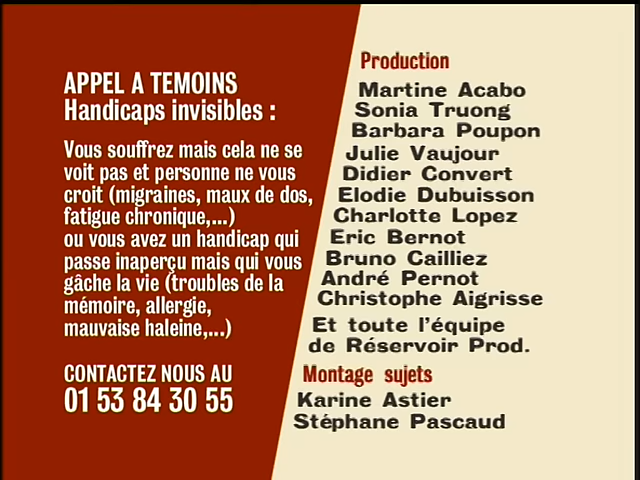 APPEL A TEMOINS
Handicaps invisibles :
Vous souffrez mais cela ne se
voit pas et personne ne vous
croit (migraines, maux de dos,
fatigue chronique,...)
ou vous avez un handicap qui
passe inaperçu mais qui vous
gâche la vie (troubles de la
mémoire, allergie,
mauvaise haleine,...)
CONTACTEZ NOUS AU
01 53 84 30 55
Production
Martine Acabo
Sonia Truong
Barbara Poupon
Julie Vaujour
Didier Convert
Elodie Dubuisson
Charlotte Lopez
Eric Bernot
Bruno Cailliez
André Pernot
Christophe Aigrisse
Et toute l'équipe
de Réservoir Prod.
Montage sujets
Karine Astier
Stéphane Pascaud